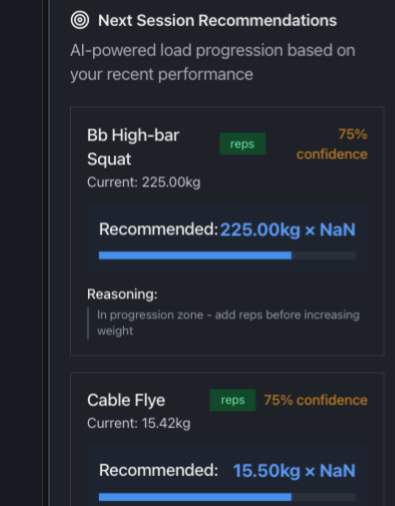 Next Session Recommendations
AI-powered load progression based on
your recent performance
Bb High-bar
Squat
reps
75%
confidence
Current: 225.00kg
Recommended: 225.00kg × NaN
Reasoning:
In progression zone - add reps before increasing
weight
Cable Flye
reps
75% confidence
Current: 15.42kg
Recommended: 15.50kg × NaN